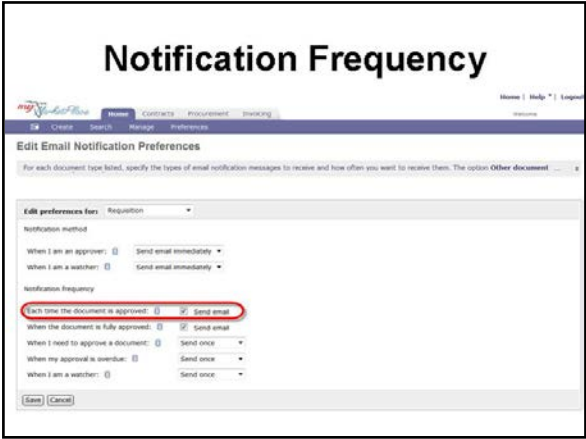 Notification Frequency
Home | Help | Logout
myMarketPlace
Home Contracts Procurement Invoicing
Welcome
Create Search Manage Preferences
Edit Email Notification Preferences
For each document type listed, specify the types of email notification messages to receive and how often you want to receive them. The option Other document ...
Edit preferences for: Requisition
Notification method
When I am an approver: Send email immediately
When I am a watcher: Send email immediately
Notification frequency
Each time the document is approved: Send email
When the document is fully approved: Send email
When I need to approve a document: Send once
When my approval is overdue: Send once
When I am a watcher: Send once
Save Cancel